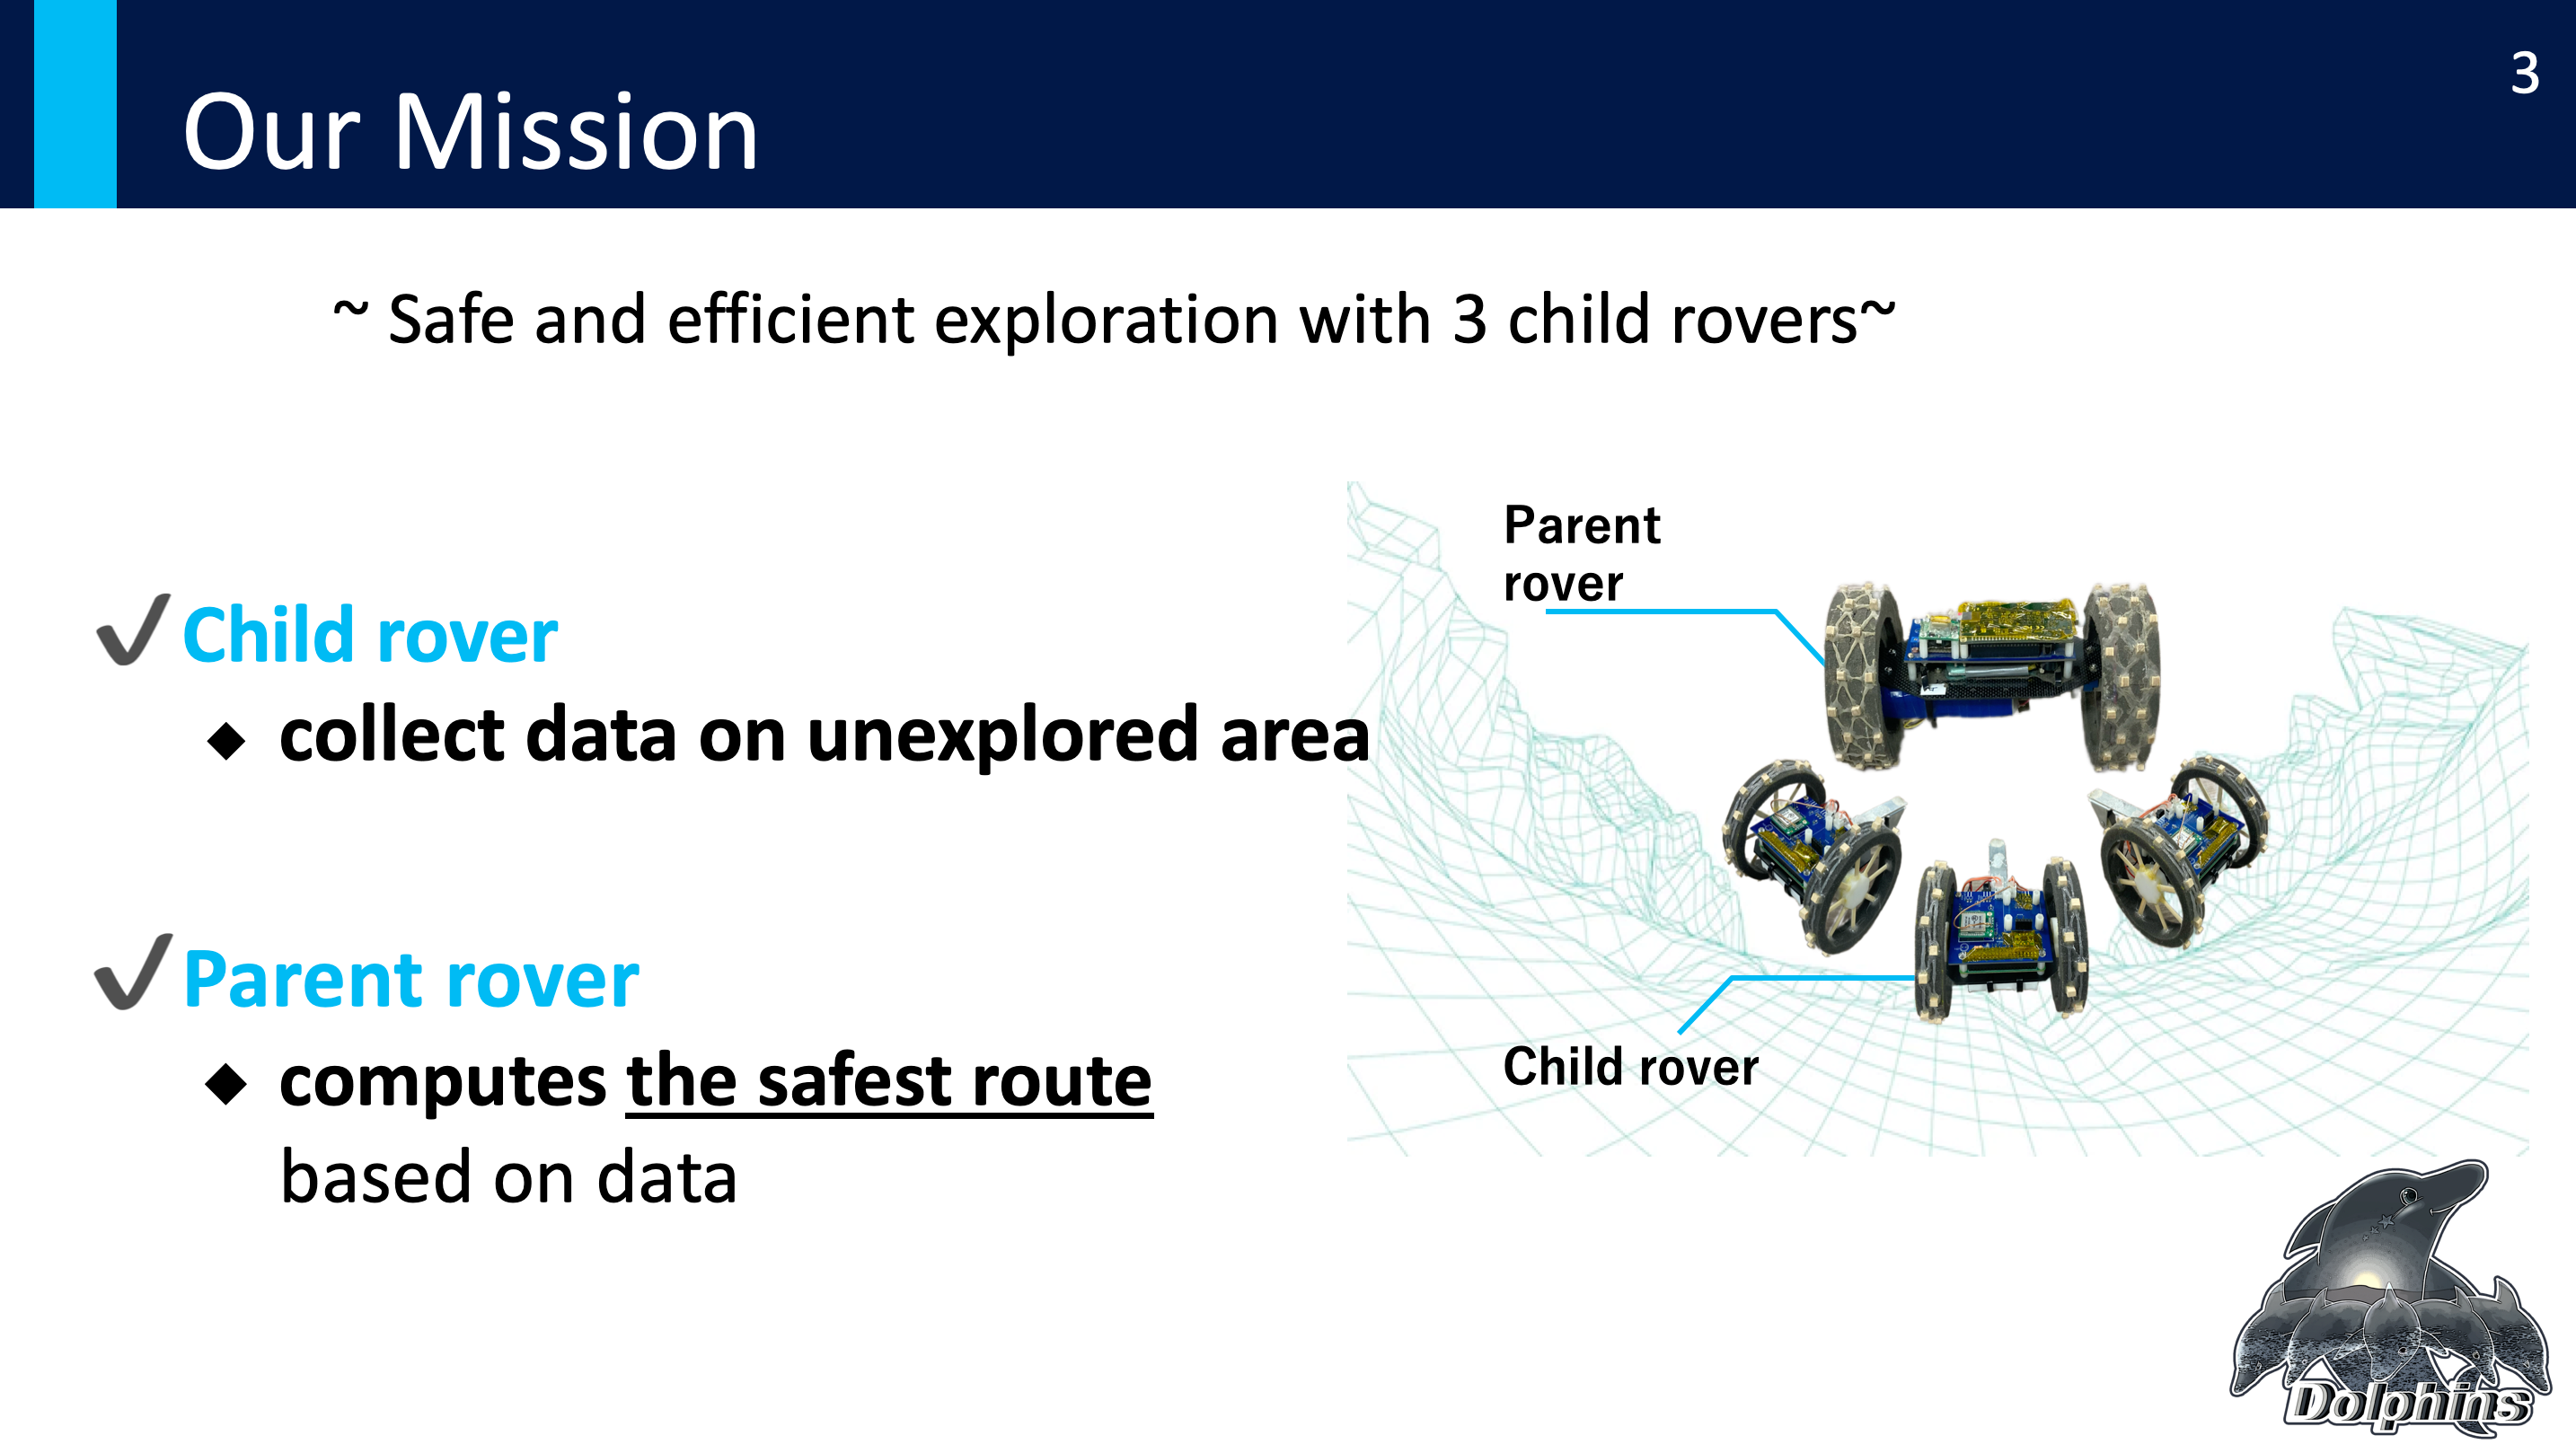 3
Our Mission
~ Safe and efficient exploration with 3 child rovers~
✔Child rover
◆ collect data on unexplored area
✔Parent rover
◆ computes the safest route
based on data
Parent
rover
Child rover
Dolphins